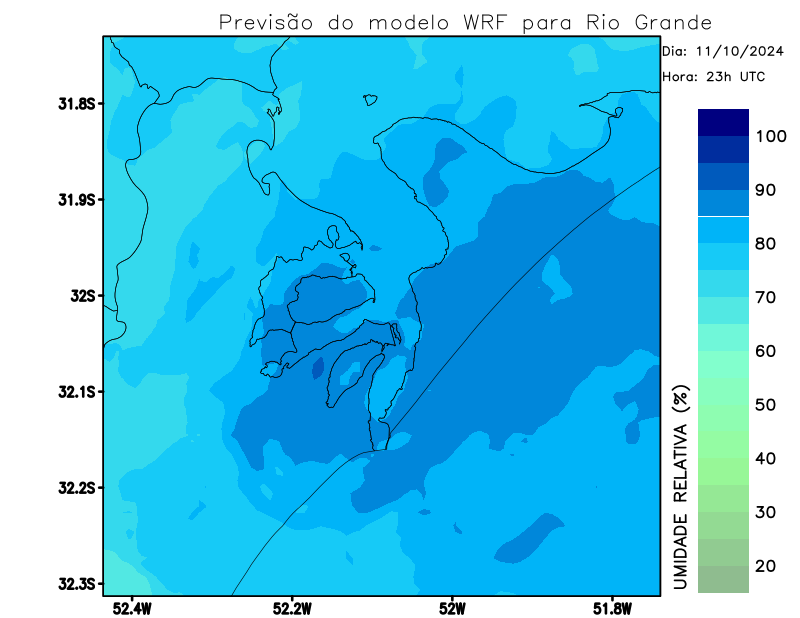 Previsão do modelo WRF para Rio Grande
Dia: 11/10/2024
Hora: 23h UTC
31.8S
31.9S
32S
32.1S
32.2S
32.3S
52.4W
52.2W
52W
51.8W
100
90
80
70
60
50
40
30
20
UMIDADE RELATIVA (%)